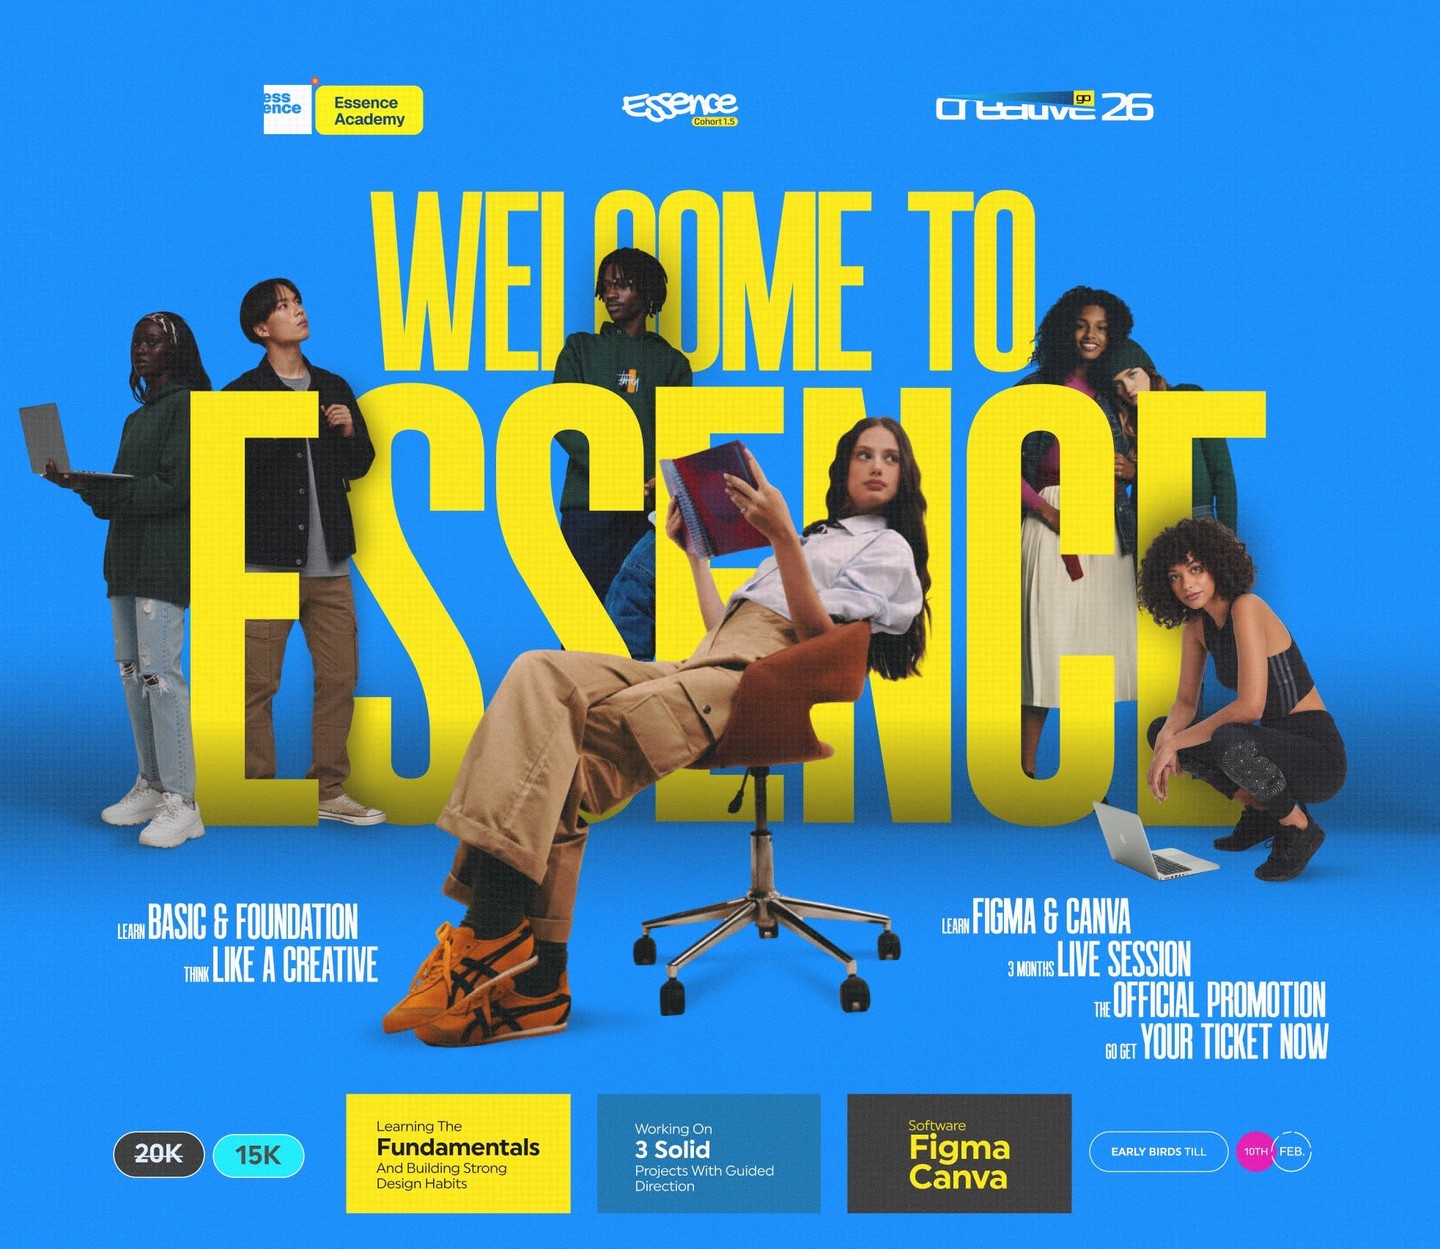 ess
ence
Essence
Academy
Essence
Cohort 1.5
go
creative 26
WELCOME TO
ESSENCE
LEARN BASIC & FOUNDATION
THINK LIKE A CREATIVE
LEARN FIGMA & CANVA
3 MONTHS LIVE SESSION
THE OFFICIAL PROMOTION
GO GET YOUR TICKET NOW
20K
15K
Learning The
Fundamentals
And Building Strong
Design Habits
Working On
3 Solid
Projects With Guided
Direction
Software
Figma
Canva
EARLY BIRDS TILL
10TH FEB.